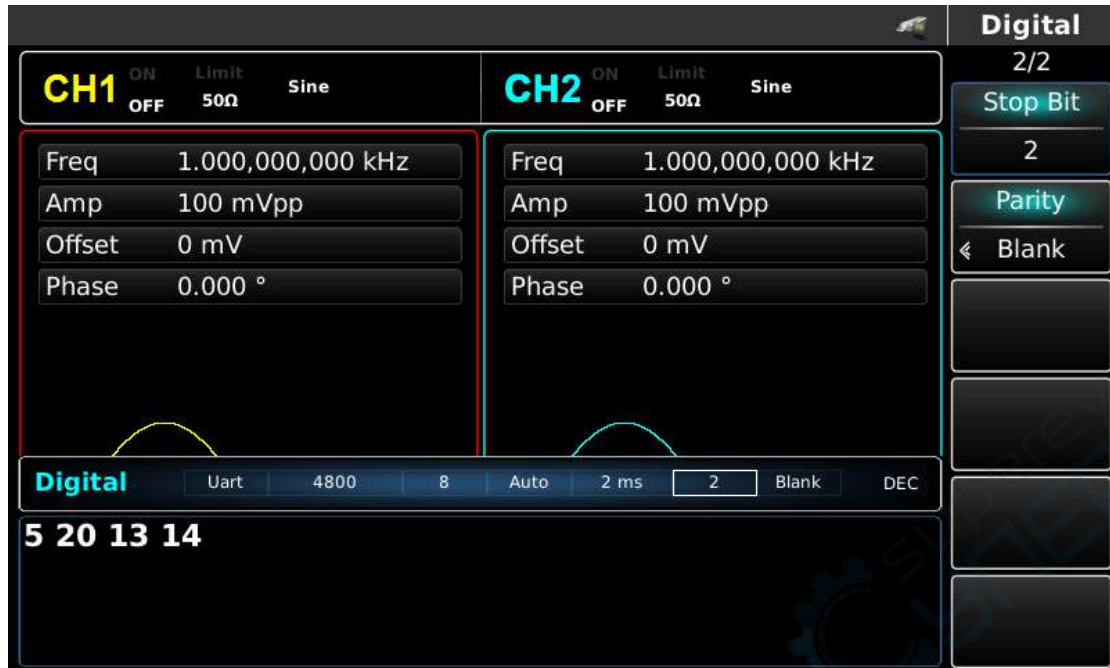 Digital
2/2
CH1 ON OFF Limit 50Ω Sine
CH2 ON OFF Limit 50Ω Sine
Stop Bit
2
Freq 1.000,000,000 kHz
Amp 100 mVpp
Offset 0 mV
Phase 0.000 °
Freq 1.000,000,000 kHz
Amp 100 mVpp
Offset 0 mV
Phase 0.000 °
Parity
Blank
Digital Uart 4800 8 Auto 2 ms 2 Blank DEC
5 20 13 14